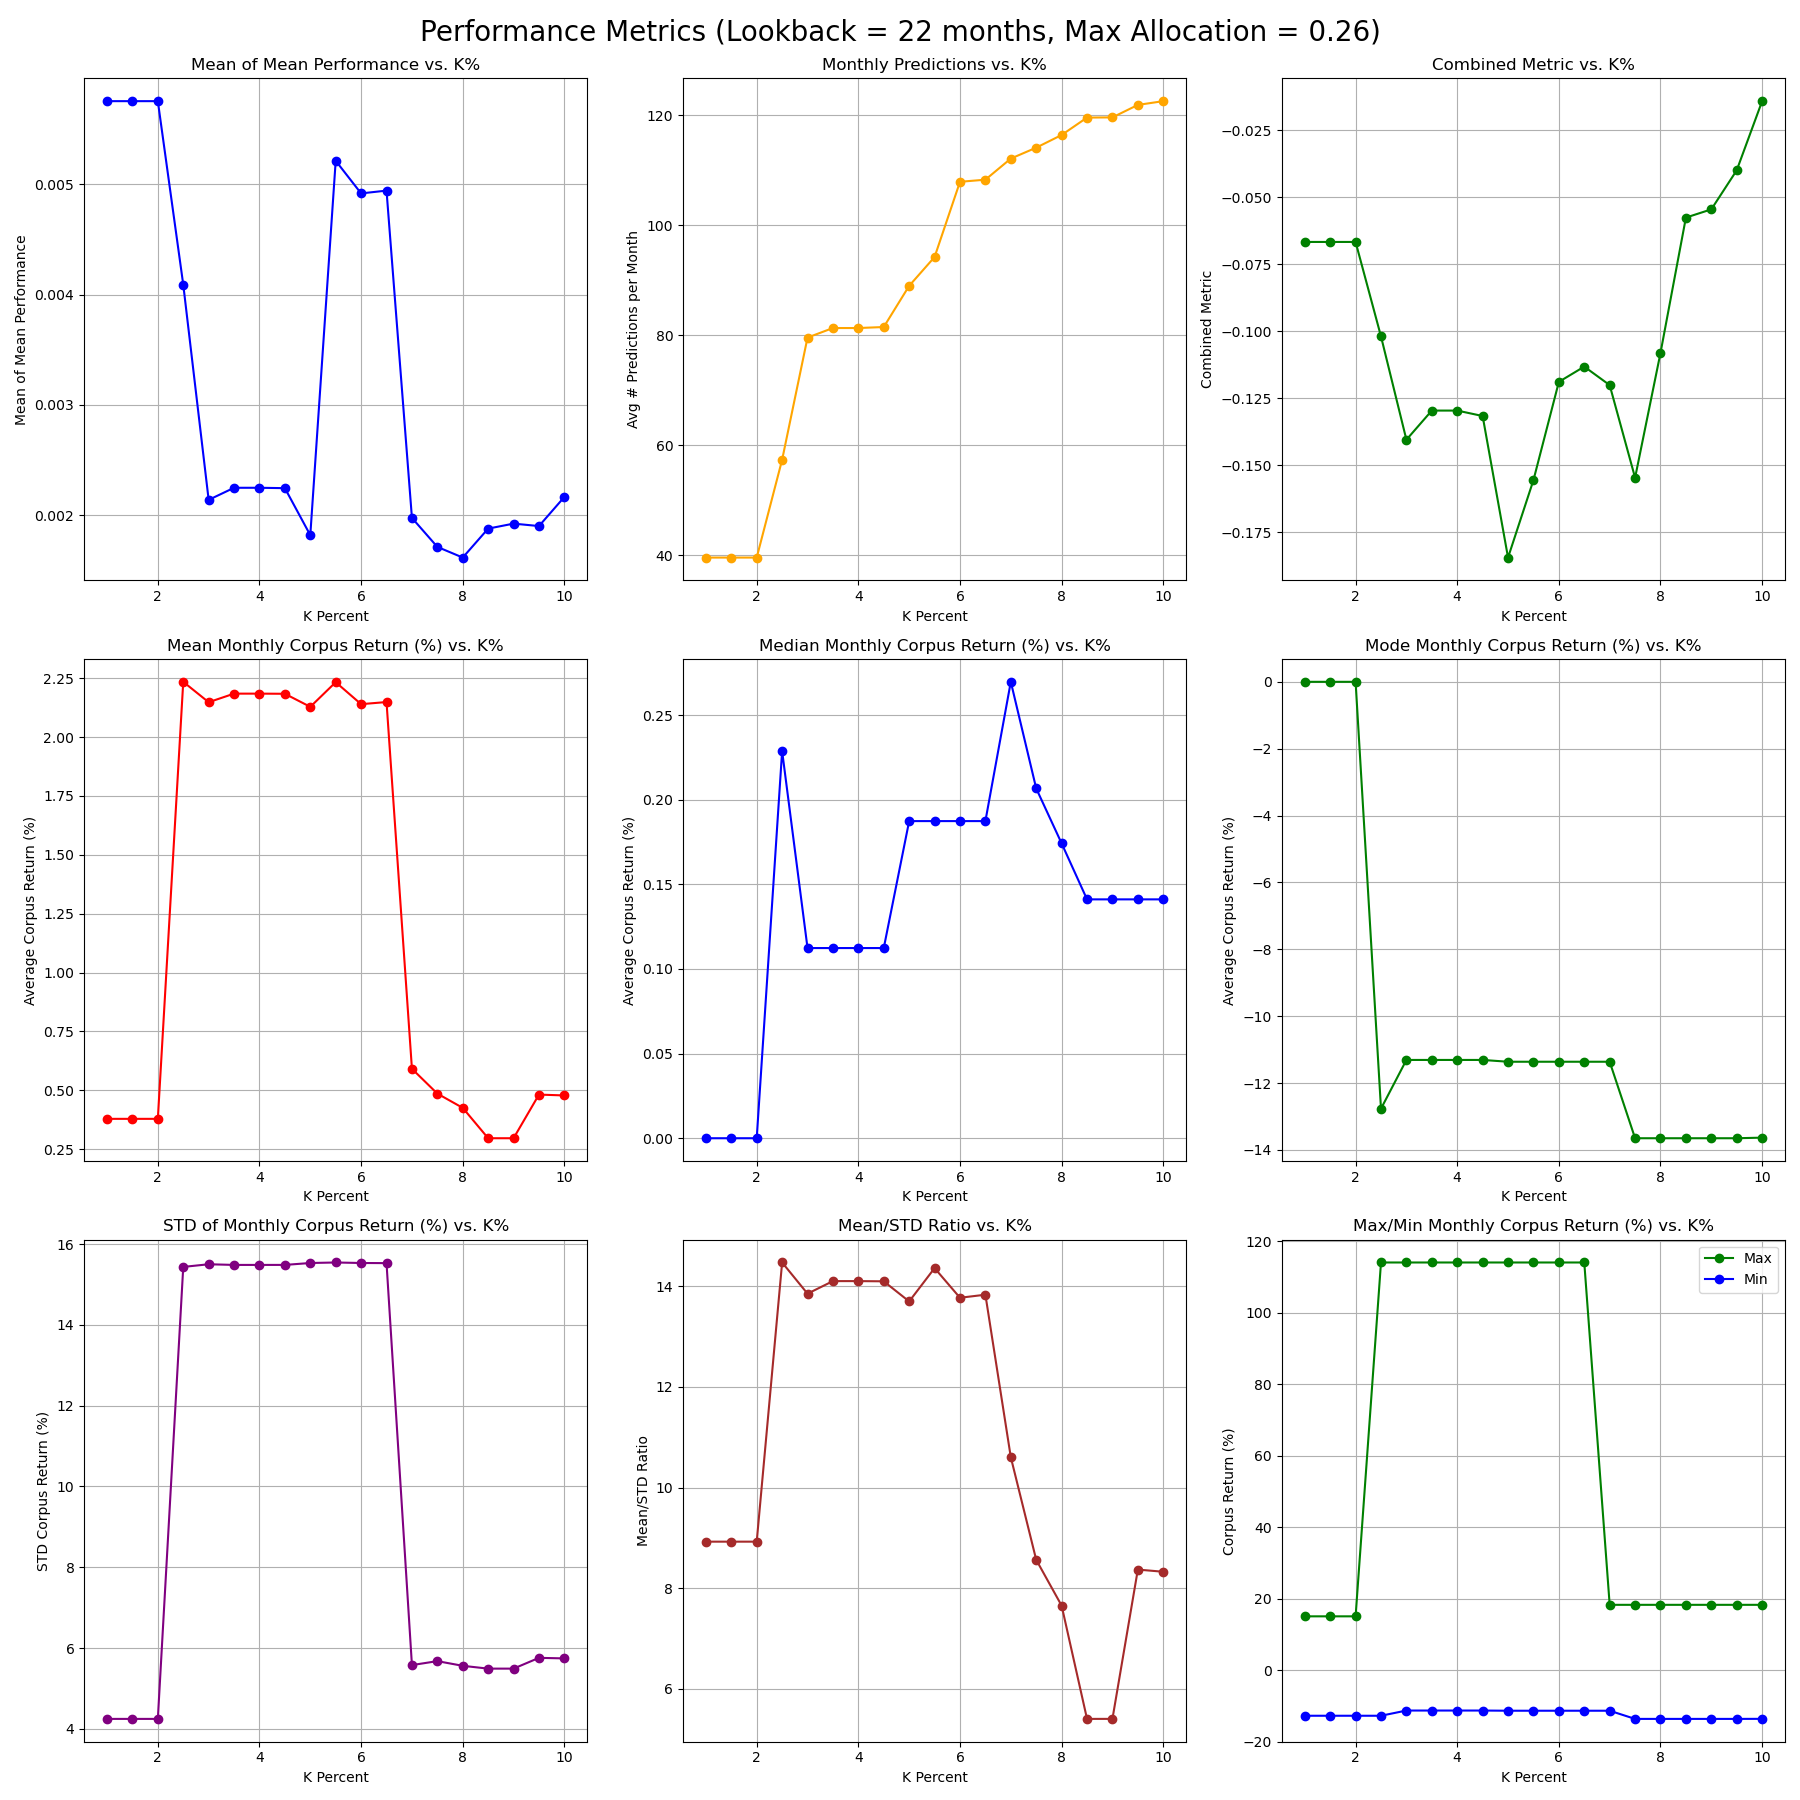 Performance Metrics (Lookback = 22 months, Max Allocation = 0.26)
Mean of Mean Performance vs. K%
Mean of Mean Performance
0.005
0.004
0.003
0.002
2 4 6 8 10
K Percent
Monthly Predictions vs. K%
Avg # Predictions per Month
120
100
80
60
40
2 4 6 8 10
K Percent
Combined Metric vs. K%
Combined Metric
−0.025
−0.050
−0.075
−0.100
−0.125
−0.150
−0.175
2 4 6 8 10
K Percent
Mean Monthly Corpus Return (%) vs. K%
Average Corpus Return (%)
2.25
2.00
1.75
1.50
1.25
1.00
0.75
0.50
0.25
2 4 6 8 10
K Percent
Median Monthly Corpus Return (%) vs. K%
Average Corpus Return (%)
0.25
0.20
0.15
0.10
0.05
0.00
2 4 6 8 10
K Percent
Mode Monthly Corpus Return (%) vs. K%
Average Corpus Return (%)
0
−2
−4
−6
−8
−10
−12
−14
2 4 6 8 10
K Percent
STD of Monthly Corpus Return (%) vs. K%
STD Corpus Return (%)
16
14
12
10
8
6
4
2 4 6 8 10
K Percent
Mean/STD Ratio vs. K%
Mean/STD Ratio
14
12
10
8
6
2 4 6 8 10
K Percent
Max/Min Monthly Corpus Return (%) vs. K%
Corpus Return (%)
120
100
80
60
40
20
0
−20
Max
Min
2 4 6 8 10
K Percent